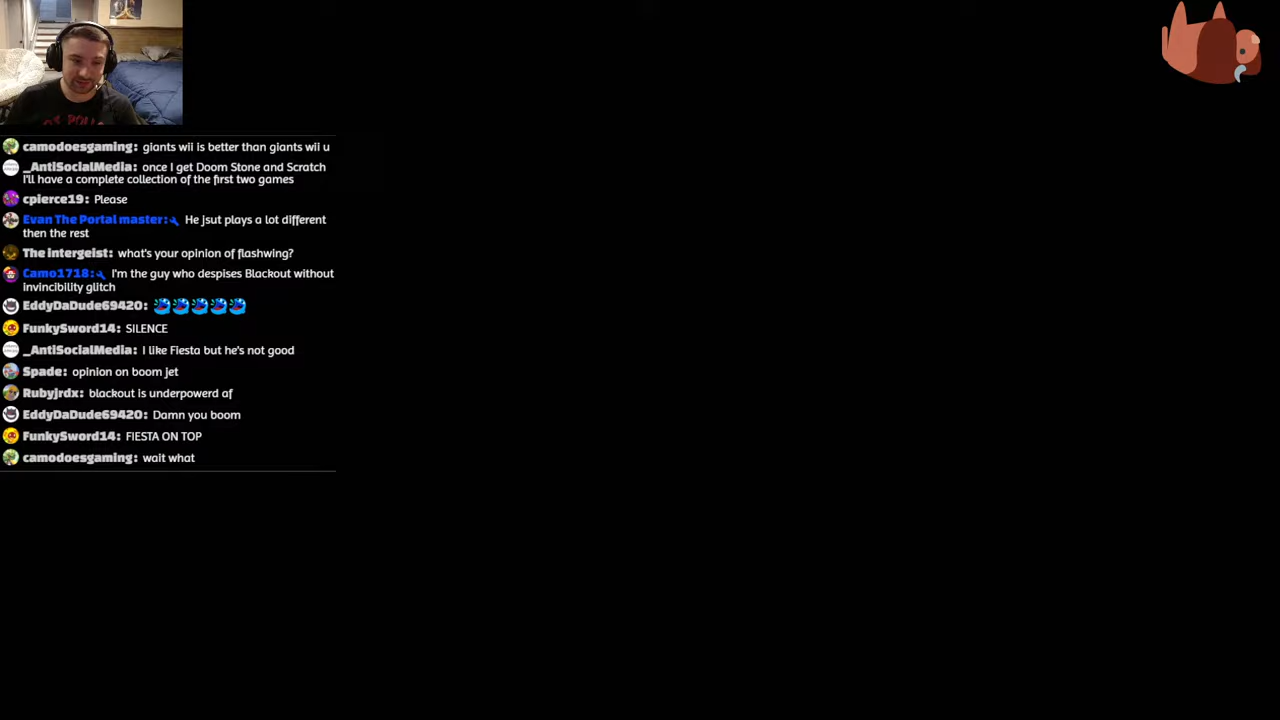 camodoesgaming: giants wii is better than giants wii u
_AntiSocialMedia: once I get Doom Stone and Scratch
I'll have a complete collection of the first two games
cpierce19: Please
Evan The Portal master: He jsut plays a lot different
then the rest
The intergeist: what's your opinion of flashwing?
Camo1718: I'm the guy who despises Blackout without
invincibility glitch
EddyDaDude69420:
FunkySword14: SILENCE
_AntiSocialMedia: I like Fiesta but he's not good
Spade: opinion on boom jet
Rubyjrdx: blackout is underpowerd af
EddyDaDude69420: Damn you boom
FunkySword14: FIESTA ON TOP
camodoesgaming: wait what